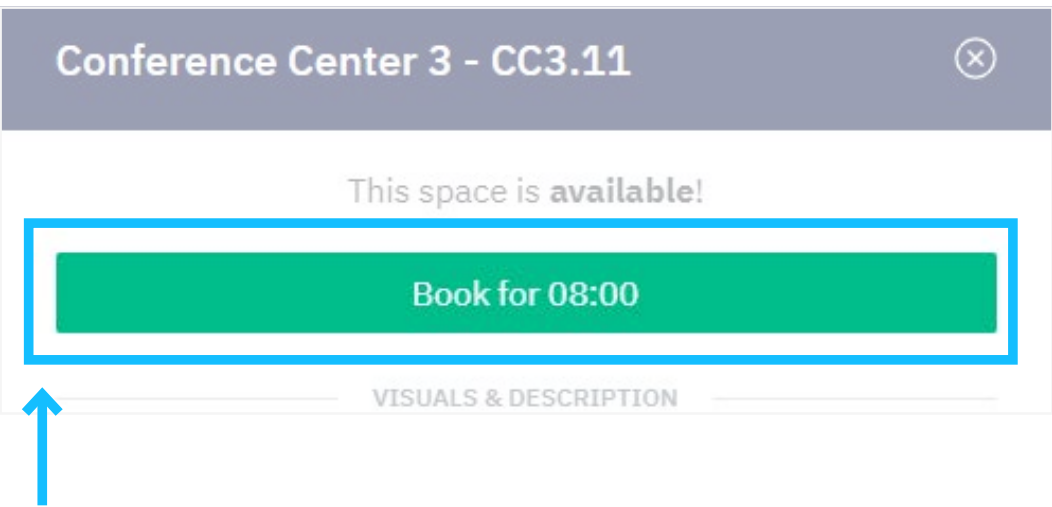 Conference Center 3 - CC3.11
This space is available!
Book for 08:00
VISUALS & DESCRIPTION